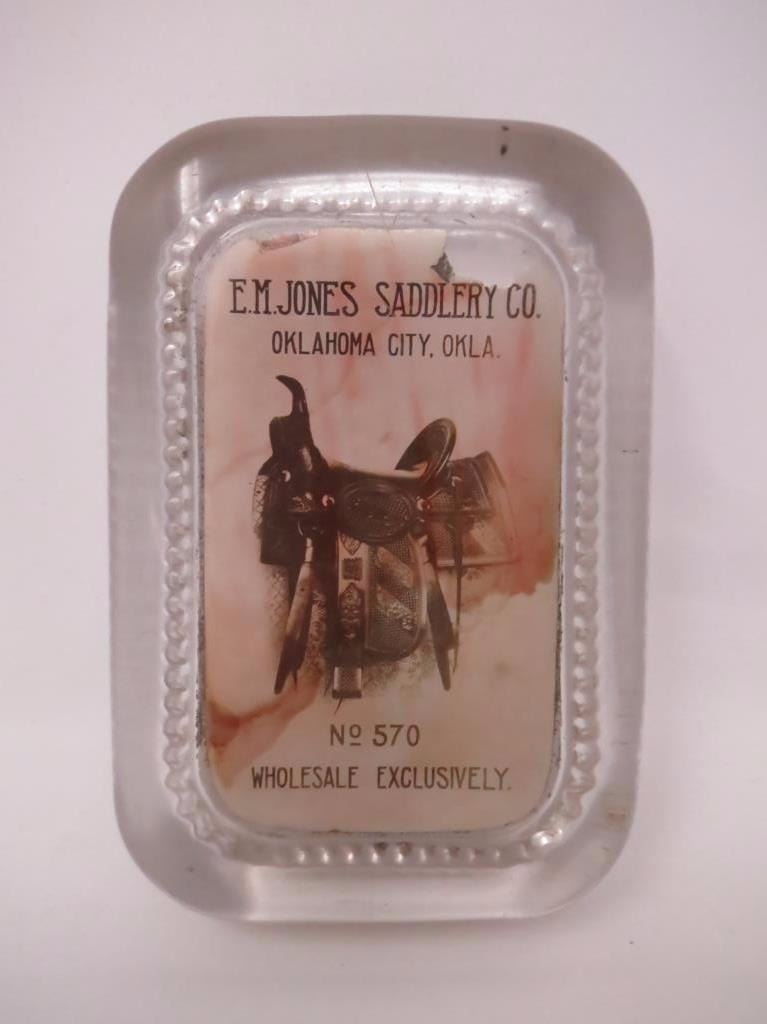 E.M. JONES SADDLERY CO.
OKLAHOMA CITY, OKLA.
Nº 570
WHOLESALE EXCLUSIVELY.